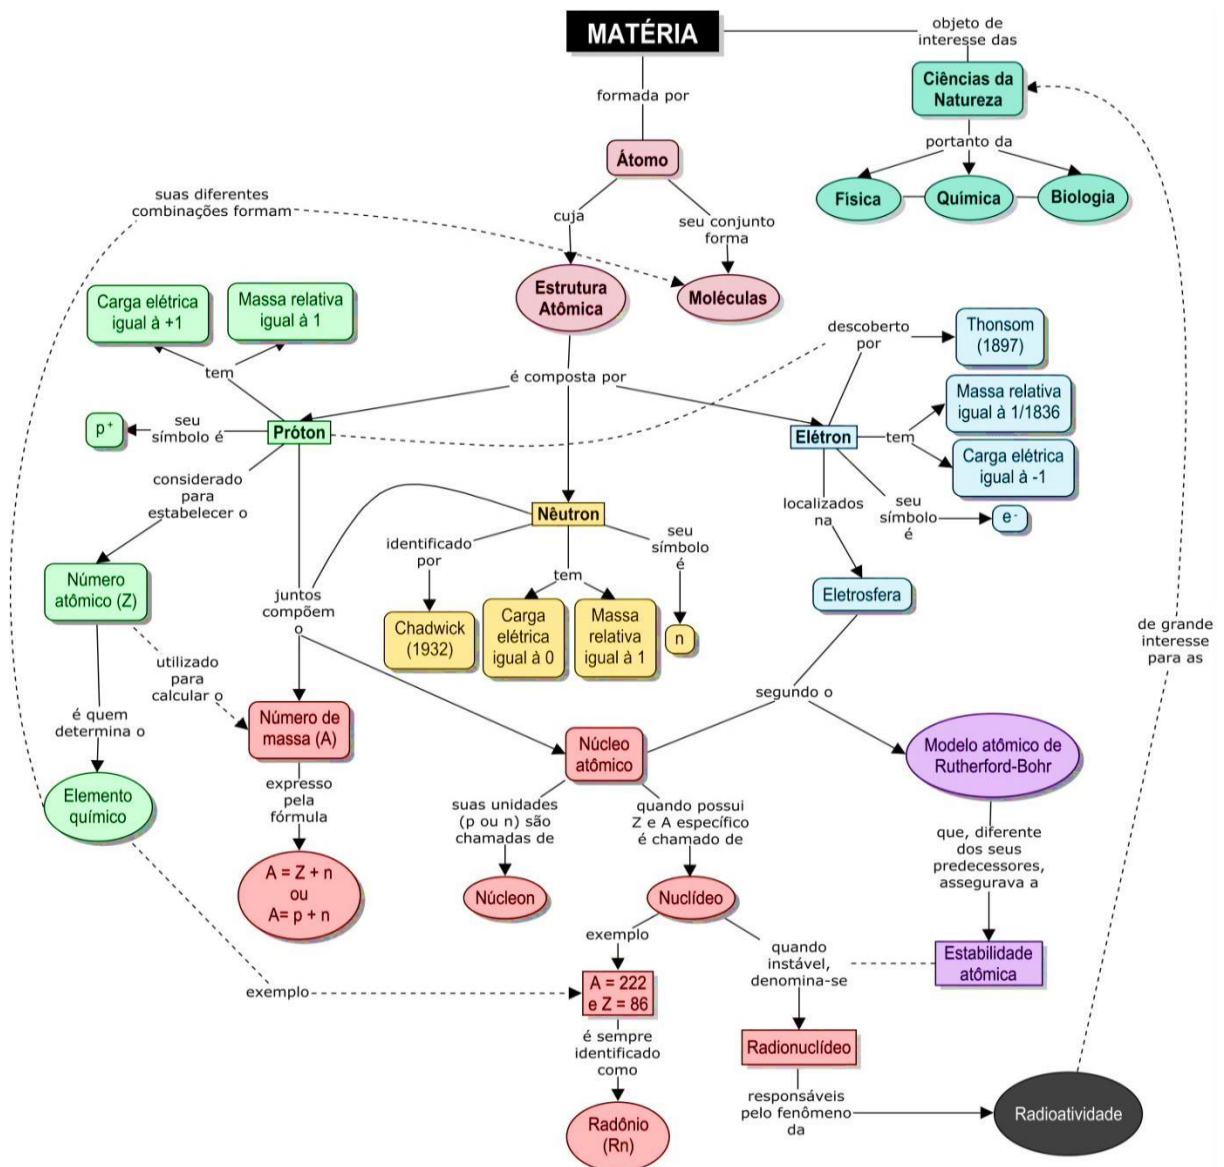 MATÉRIA
objeto de
interesse das
Ciências da
Natureza
formada por
portanto da
Átomo
Física
Química
Biologia
suas diferentes
combinações formam
cuja
seu conjunto
forma
Estrutura
Atômica
Moléculas
Carga elétrica
igual à +1
Massa relativa
igual à 1
descoberto
por
Thonsom
(1897)
tem
é composta por
Massa relativa
igual à 1/1836
p+
seu
símbolo é
Próton
Elétron
tem
Carga elétrica
igual à -1
considerado
para
estabelecer o
localizados
na
seu
símbolo
é
e-
Nêutron
identificado
por
tem
seu
símbolo
é
Número
atômico (Z)
juntos
compõem
o
Chadwick
(1932)
Carga
elétrica
igual à 0
Massa
relativa
igual à 1
n
Eletrosfera
de grande
interesse
para as
utilizado
para
calcular o
segundo o
é quem
determina o
Número de
massa (A)
Núcleo
atômico
Modelo atômico de
Rutherford-Bohr
Elemento
químico
expresso
pela
fórmula
suas unidades
(p ou n) são
chamadas de
quando possui
Z e A específico
é chamado de
que, diferente
dos seus
predecessores,
assegurava a
A = Z + n
ou
A= p + n
Núcleon
Nuclídeo
exemplo
quando
instável,
denomina-se
Estabilidade
atômica
exemplo
A = 222
e Z = 86
é sempre
identificado
como
Radionuclídeo
responsáveis
pelo fenômeno
da
Radioatividade
Radônio
(Rn)